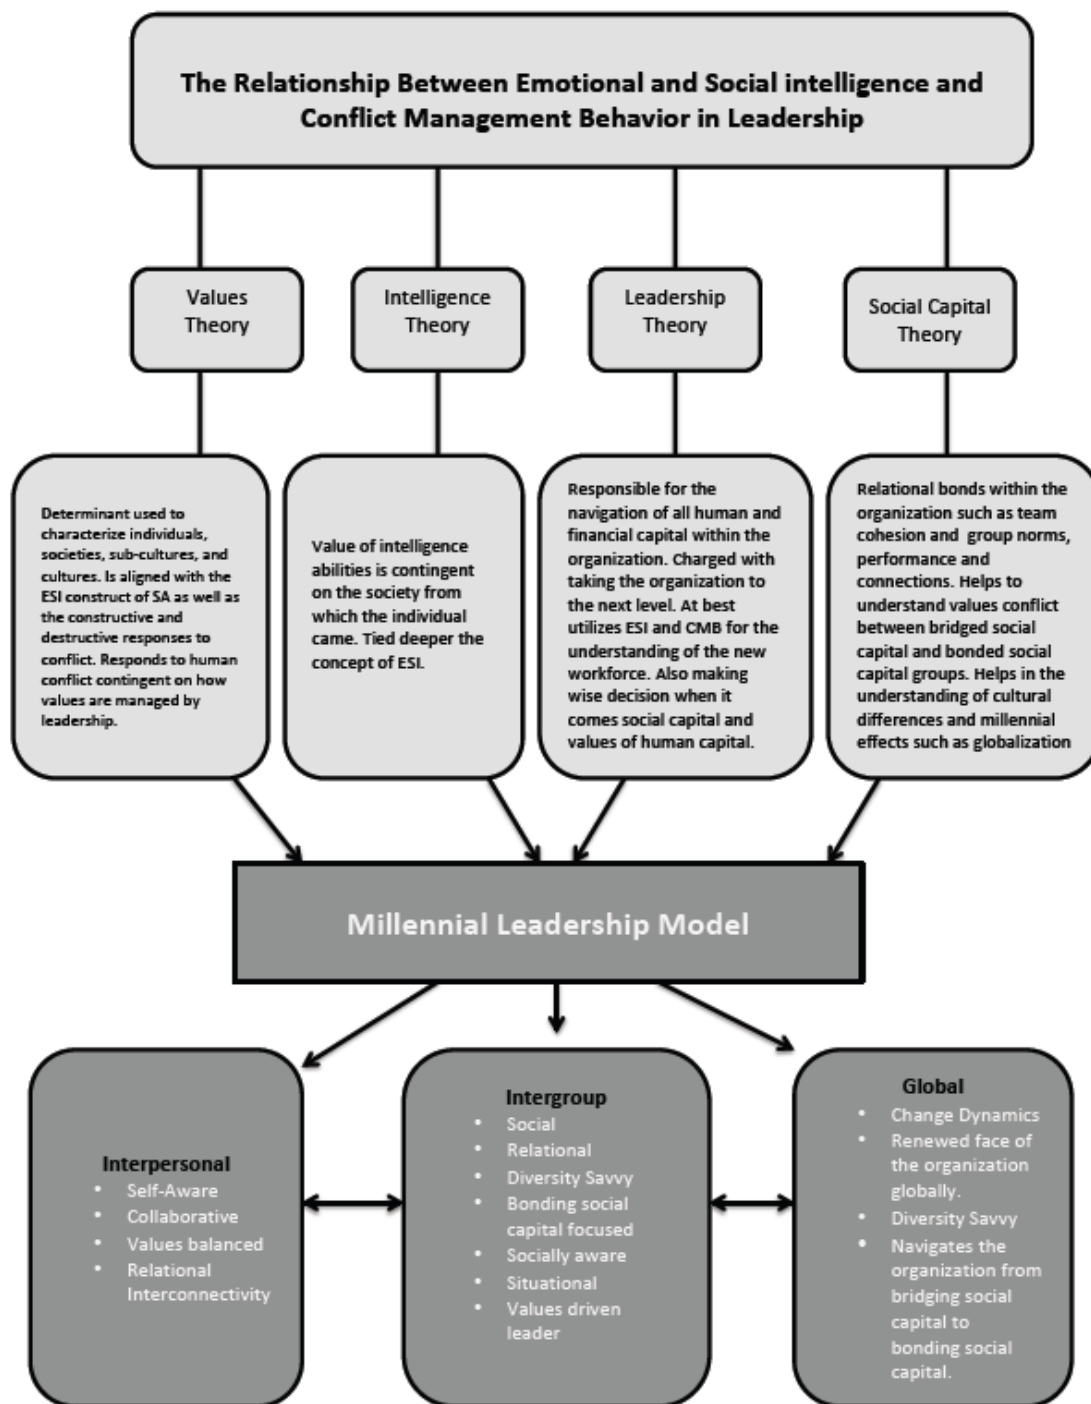 The Relationship Between Emotional and Social intelligence and
Conflict Management Behavior in Leadership
Values
Theory
Intelligence
Theory
Leadership
Theory
Social Capital
Theory
Determinant used to
characterize individuals,
societies, sub-cultures, and
cultures. Is aligned with the
ESI construct of SA as well as
the constructive and
destructive responses to
conflict. Responds to human
conflict contingent on how
values are managed by
leadership.
Value of intelligence
abilities is contingent
on the society from
which the individual
came. Tied deeper the
concept of ESI.
Responsible for the
navigation of all human and
financial capital within the
organization. Charged with
taking the organization to
the next level. At best
utilizes ESI and CMB for the
understanding of the new
workforce. Also making
wise decision when it
comes social capital and
values of human capital.
Relational bonds within the
organization such as team
cohesion and group norms,
performance and
connections. Helps to
understand values conflict
between bridged social
capital and bonded social
capital groups. Helps in the
understanding of cultural
differences and millennial
effects such as globalization
Millennial Leadership Model
Interpersonal
• Self-Aware
• Collaborative
• Values balanced
• Relational
Interconnectivity
Intergroup
• Social
• Relational
• Diversity Savvy
• Bonding social
capital focused
• Socially aware
• Situational
• Values driven
leader
Global
• Change Dynamics
• Renewed face of
the organization
globally.
• Diversity Savvy
• Navigates the
organization from
bridging social
capital to
bonding social
capital.